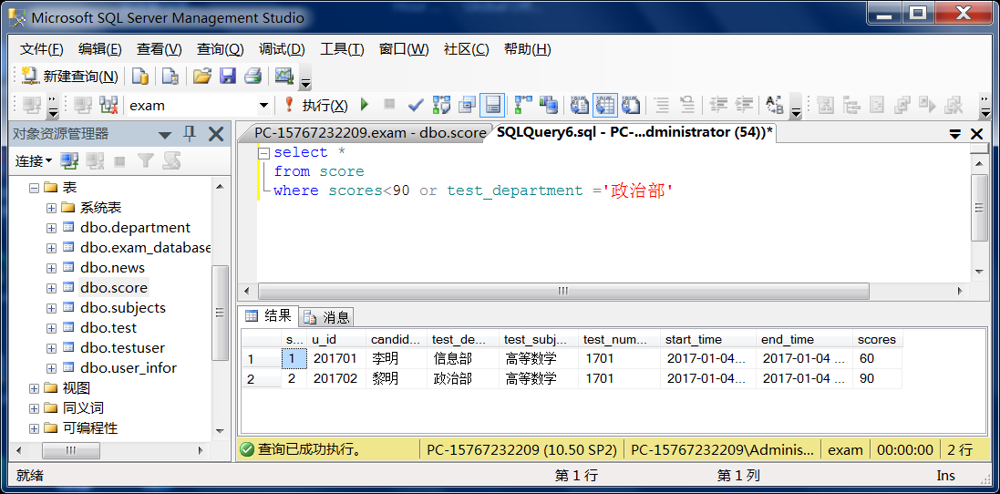 Microsoft SQL Server Management Studio
文件(F) 编辑(E) 查看(V) 查询(Q) 调试(D) 工具(T) 窗口(W) 社区(C) 帮助(H)
新建查询(N)
exam 执行(X)
对象资源管理器
连接
表
系统表
dbo.department
dbo.exam_database
dbo.news
dbo.score
dbo.subjects
dbo.test
dbo.testuser
dbo.user_infor
视图
同义词
可编程性
PC-15767232209.exam - dbo.score SQLQuery6.sql - PC-...dministrator (54))*
select *
from score
where scores<90 or test_department ='政治部'
结果 消息
s... u_id candid... test_de... test_subj... test_num... start_time end_time scores
1 1 201701 李明 信息部 高等数学 1701 2017-01-04... 2017-01-04 ... 60
2 2 201702 黎明 政治部 高等数学 1701 2017-01-04... 2017-01-04 ... 90
查询已成功执行。 PC-15767232209 (10.50 SP2) PC-15767232209\Adminis... exam 00:00:00 2 行
就绪 第 1 行 第 1 列 Ins